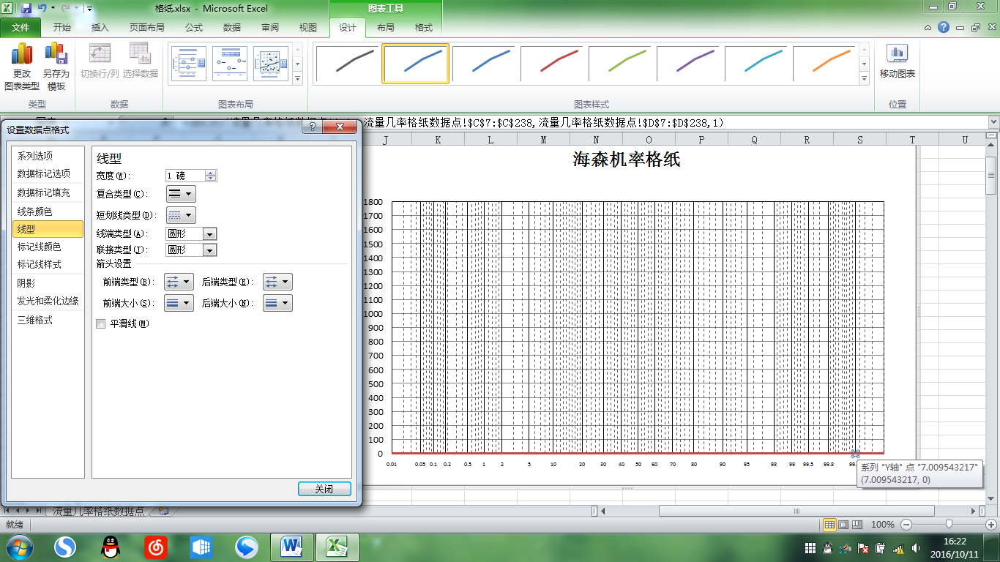 格纸.xlsx - Microsoft Excel
图表工具
文件 开始 插入 页面布局 公式 数据 审阅 视图 设计 布局 格式
更改 图表类型
另存为 模板
切换行/列 选择数据
移动图表
类型 数据 图表布局 图表样式 位置
流量几率格纸数据点!$C$7:$C$238,流量几率格纸数据点!$D$7:$D$238,1)
设置数据点格式
系列选项
数据标记选项
数据标记填充
线条颜色
线型
标记线颜色
标记线样式
阴影
发光和柔化边缘
三维格式
线型
宽度(W): 1 磅
复合类型(C):
短划线类型(D):
线端类型(A): 圆形
联接类型(J): 圆形
箭头设置
前端类型(B): 后端类型(E):
前端大小(S): 后端大小(N):
平滑线(M)
关闭
J K L M N O P Q R S T U
海森机率格纸
1800
1700
1600
1500
1400
1300
1200
1100
1000
900
800
700
600
500
400
300
200
100
0
0.01 0.05 0.1 0.2 0.5 1 2 5 10 20 30 40 50 60 70 80 90 95 98 99 99.5 99.8
系列 "Y轴" 点 "7.009543217"
(7.009543217, 0)
流量几率格纸数据点
就绪
100%
16:22
2016/10/11